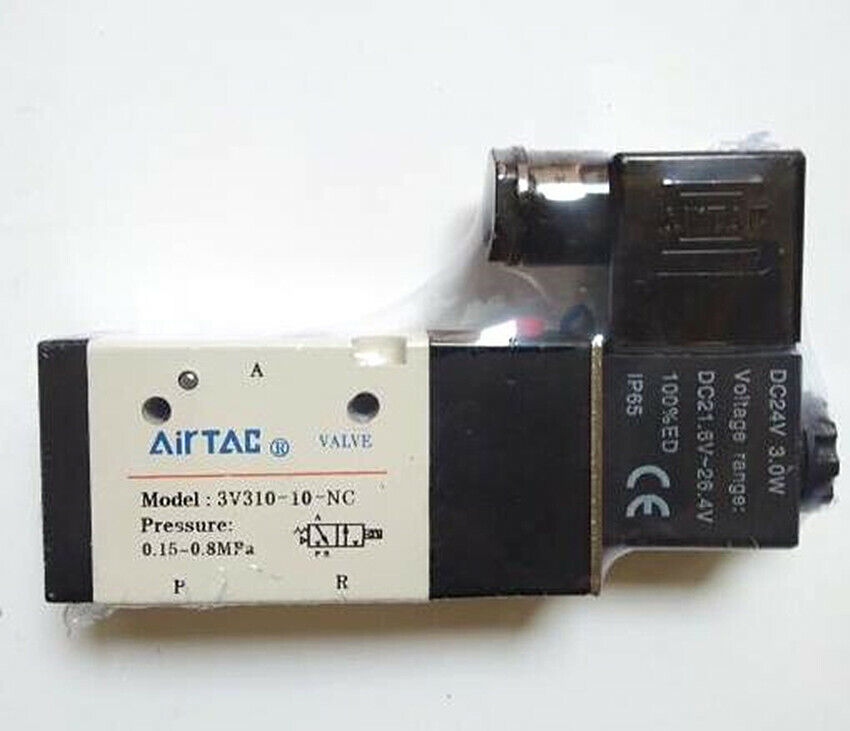 A
AirTAC ® VALVE
Model : 3V310-10-NC
Pressure:
0.15-0.8MPa
A
P R
P R
DC24V 3.0W
Voltage range:
DC21.6V~26.4V
100%ED
IP65
CE